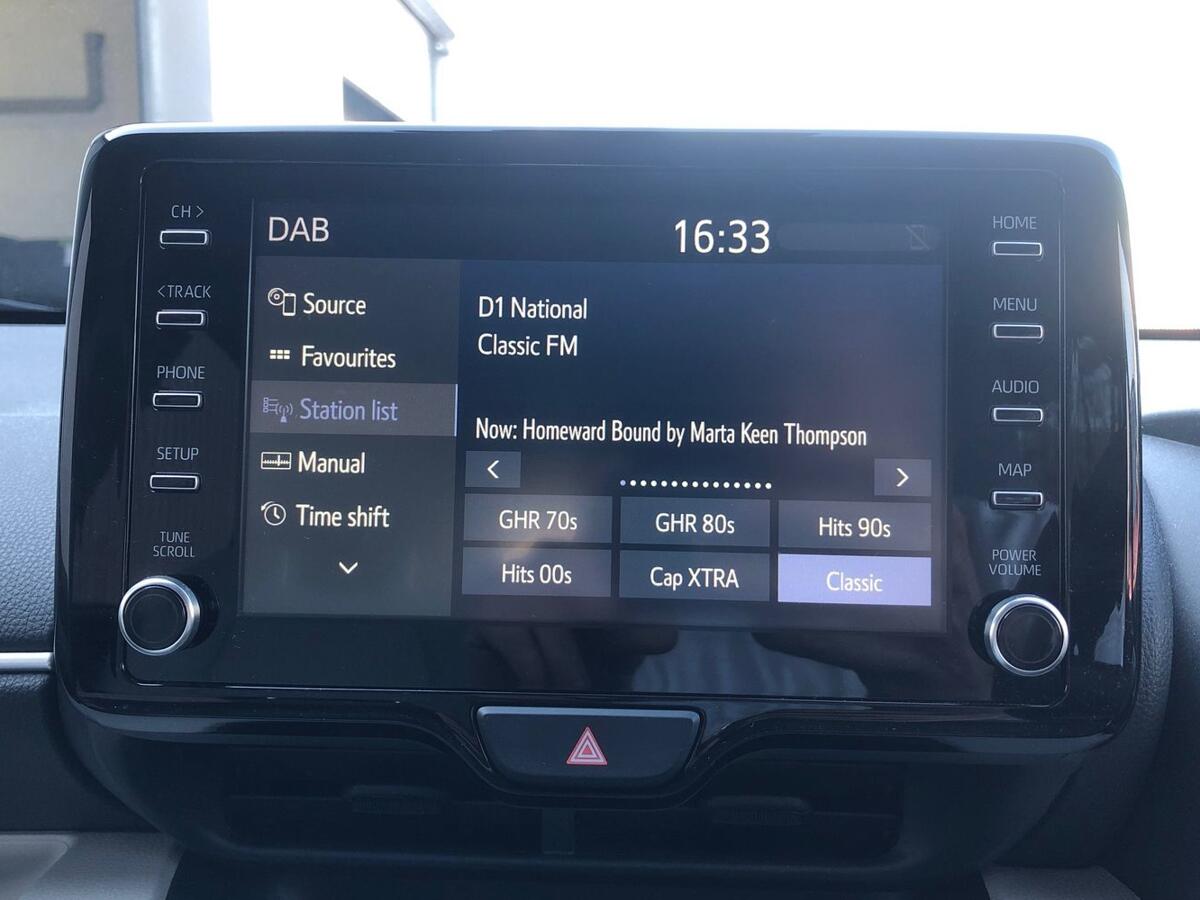 CH >
<TRACK
PHONE
SETUP
TUNE
SCROLL
DAB
16:33
Source
Favourites
Station list
Manual
Time shift
D1 National
Classic FM
Now: Homeward Bound by Marta Keen Thompson
GHR 70s
GHR 80s
Hits 90s
Hits 00s
Cap XTRA
Classic
HOME
MENU
AUDIO
MAP
POWER
VOLUME